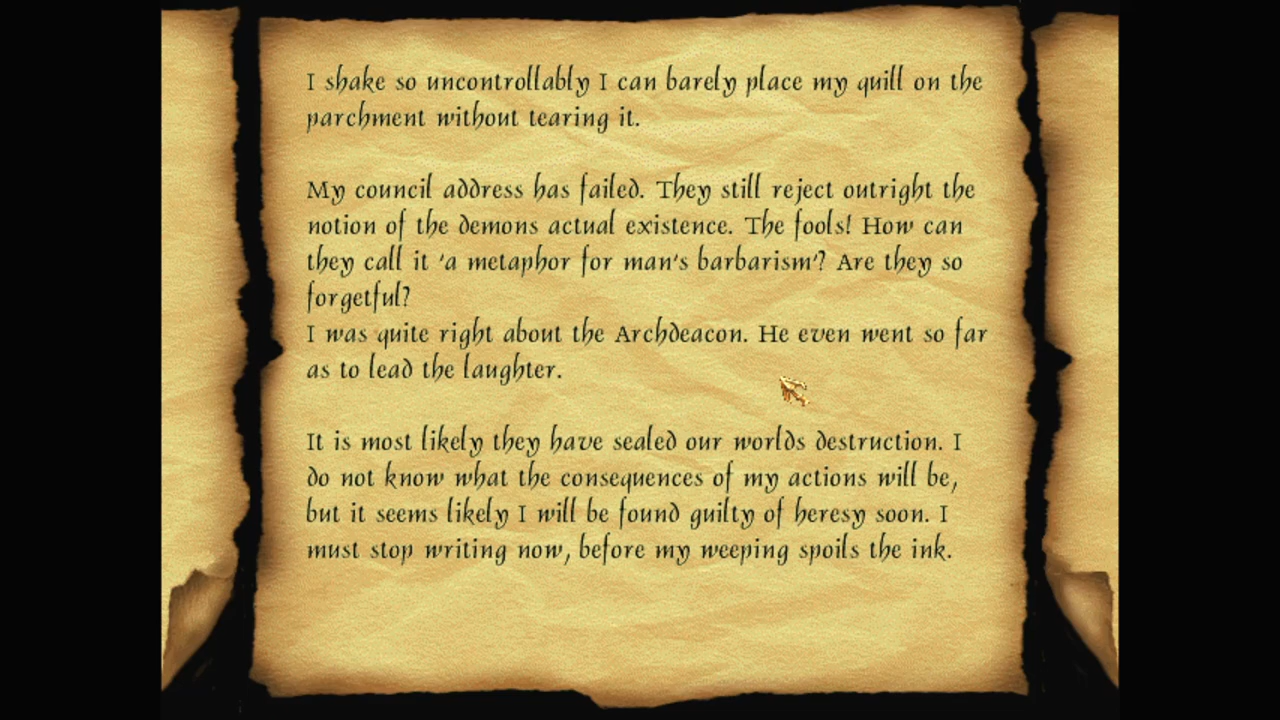 I shake so uncontrollably I can barely place my quill on the
parchment without tearing it.
My council address has failed. They still reject outright the
notion of the demons actual existence. The fools! How can
they call it 'a metaphor for man's barbarism'? Are they so
forgetful?
I was quite right about the Archdeacon. He even went so far
as to lead the laughter.
It is most likely they have sealed our worlds destruction. I
do not know what the consequences of my actions will be,
but it seems likely I will be found guilty of heresy soon. I
must stop writing now, before my weeping spoils the ink.